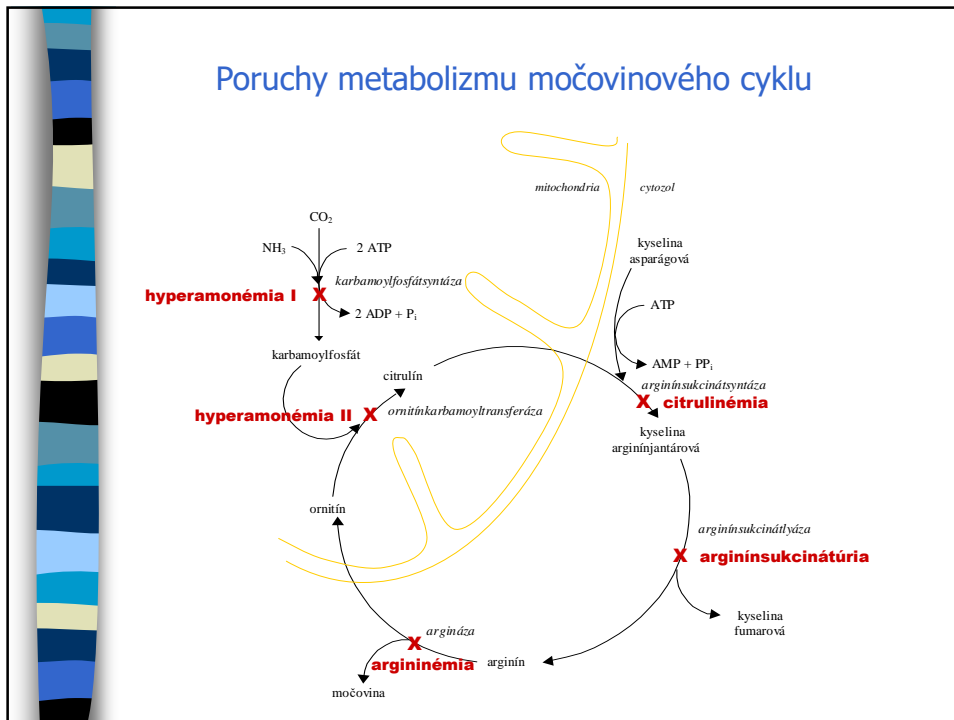 Poruchy metabolizmu močovinového cyklu
mitochondria
cytozol
CO₂
NH₃
2 ATP
kyselina
asparágová
karbamoylfosfátsyntáza
hyperamonémia I
X
2 ADP + Pᵢ
ATP
karbamoylfosfát
citrulín
AMP + PPᵢ
arginínsukcinátsyntáza
X
citrulinémia
hyperamonémia II
X
ornitínkarbamoyltransferáza
kyselina
arginínjantárová
ornitín
arginínsukcinátlyáza
X
arginínsukcinátúria
kyselina
fumarová
argináza
X
argininémia
arginín
močovina